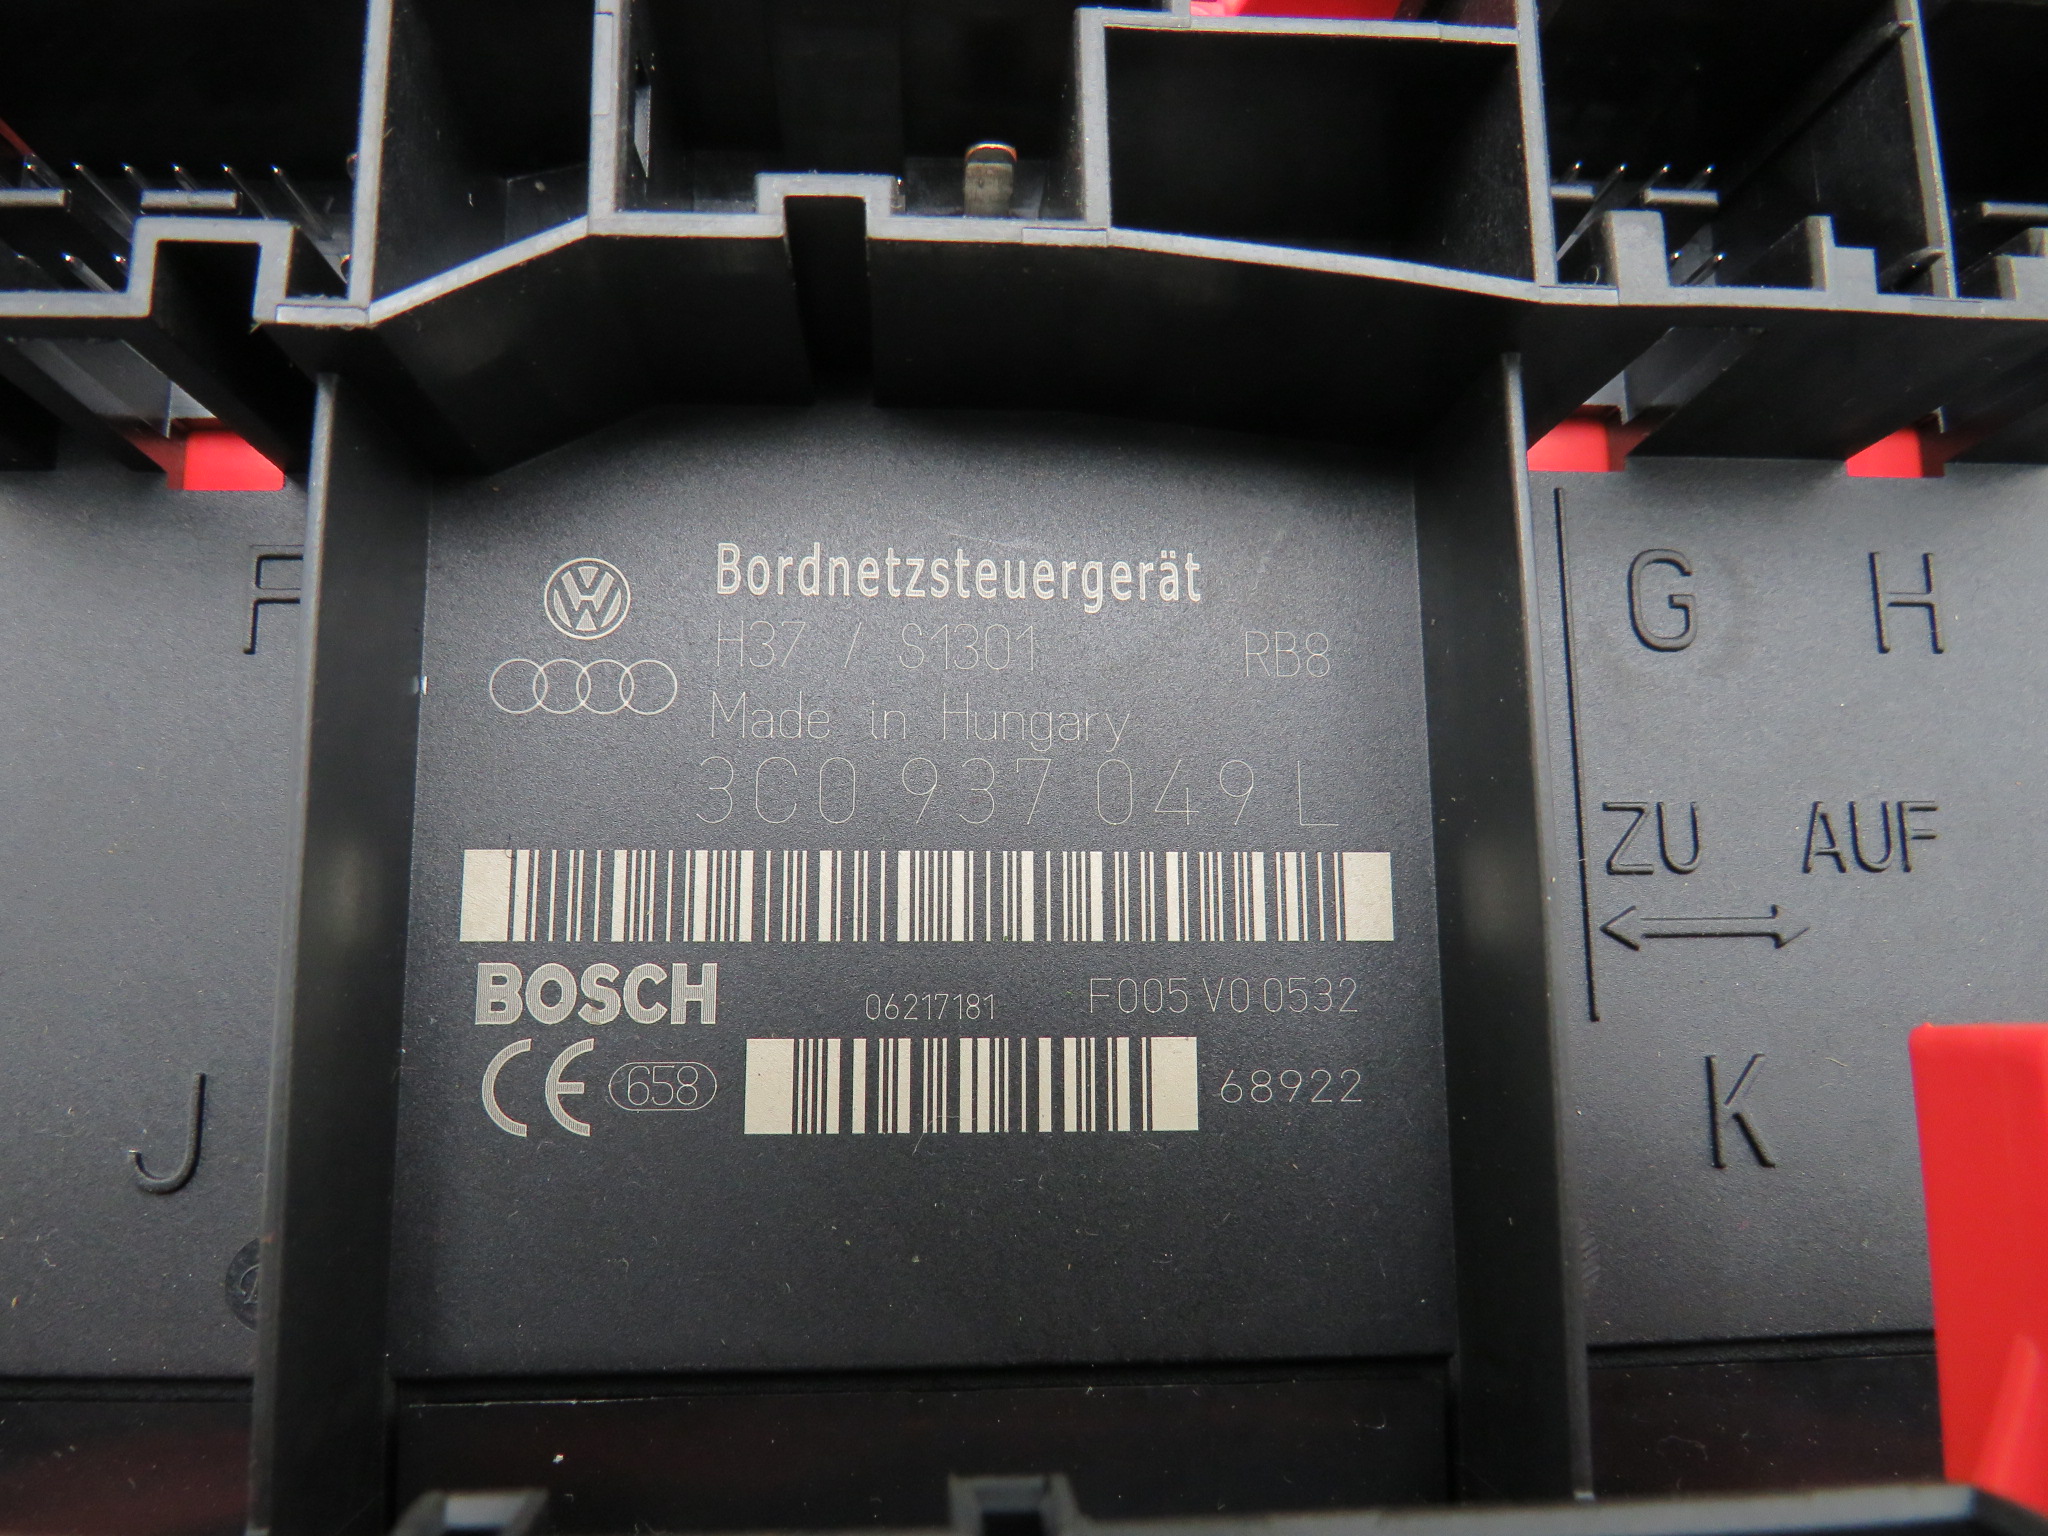 Bordnetzsteuergerät
H37 / S1301 RB8
Made in Hungary
3C0 937 049 L
BOSCH 06217181 F005 V0 0532
CE 658 68922
F
J
G H
ZU AUF
K